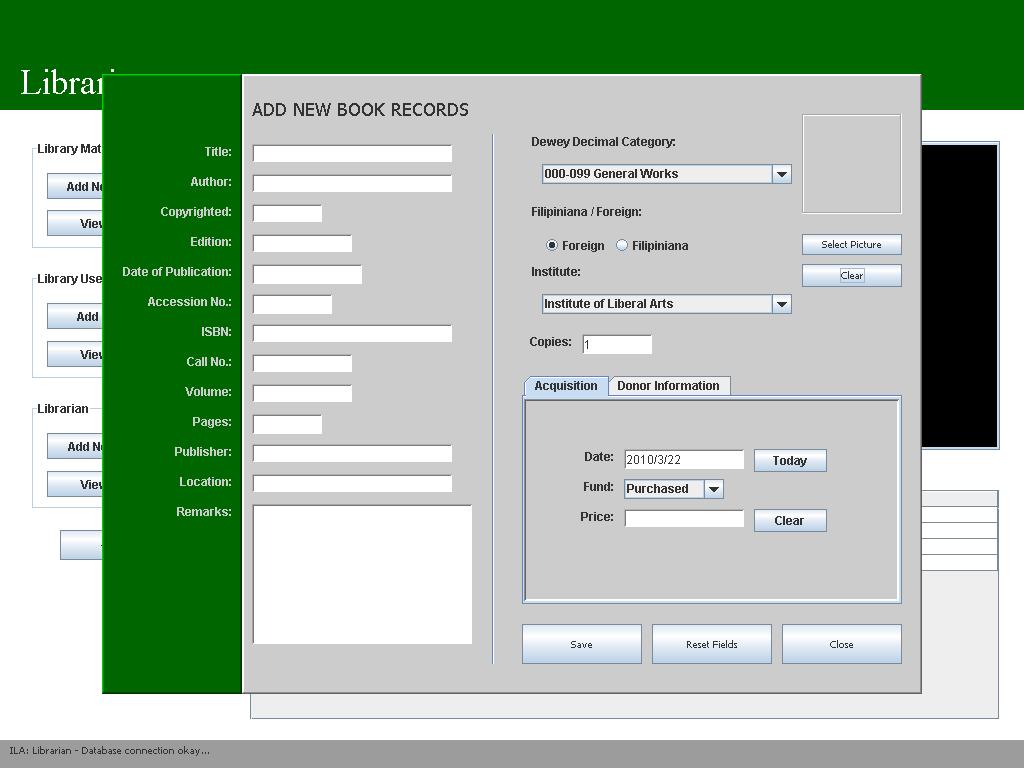 Librari
ADD NEW BOOK RECORDS
Library Mat
Add Ne
View
Library Use
Add
View
Librarian
Add Ne
View
Title:
Author:
Copyrighted:
Edition:
Date of Publication:
Accession No.:
ISBN:
Call No.:
Volume:
Pages:
Publisher:
Location:
Remarks:
Dewey Decimal Category:
000-099 General Works
Filipiniana / Foreign:
Foreign Filipiniana
Select Picture
Clear
Institute:
Institute of Liberal Arts
Copies: 1
Acquisition Donor Information
Date: 2010/3/22 Today
Fund: Purchased
Price: Clear
Save Reset Fields Close
ILA: Librarian - Database connection okay...